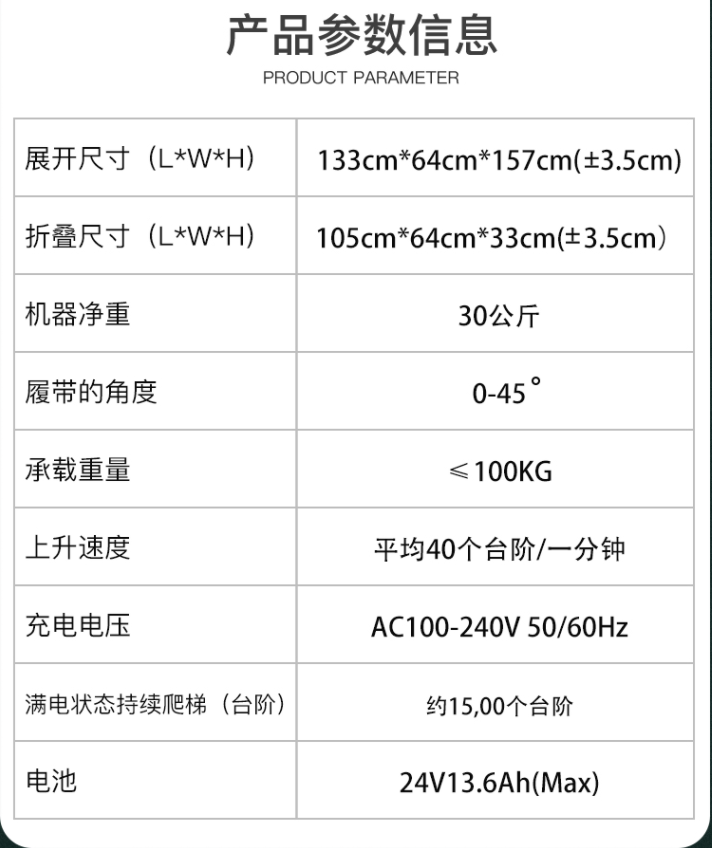 产品参数信息
PRODUCT PARAMETER
展开尺寸（L*W*H） 133cm*64cm*157cm(±3.5cm)
折叠尺寸（L*W*H） 105cm*64cm*33cm(±3.5cm）
机器净重 30公斤
履带的角度 0-45°
承载重量 ≤100KG
上升速度 平均40个台阶/一分钟
充电电压 AC100-240V 50/60Hz
满电状态持续爬梯（台阶） 约15,00个台阶
电池 24V13.6Ah(Max)